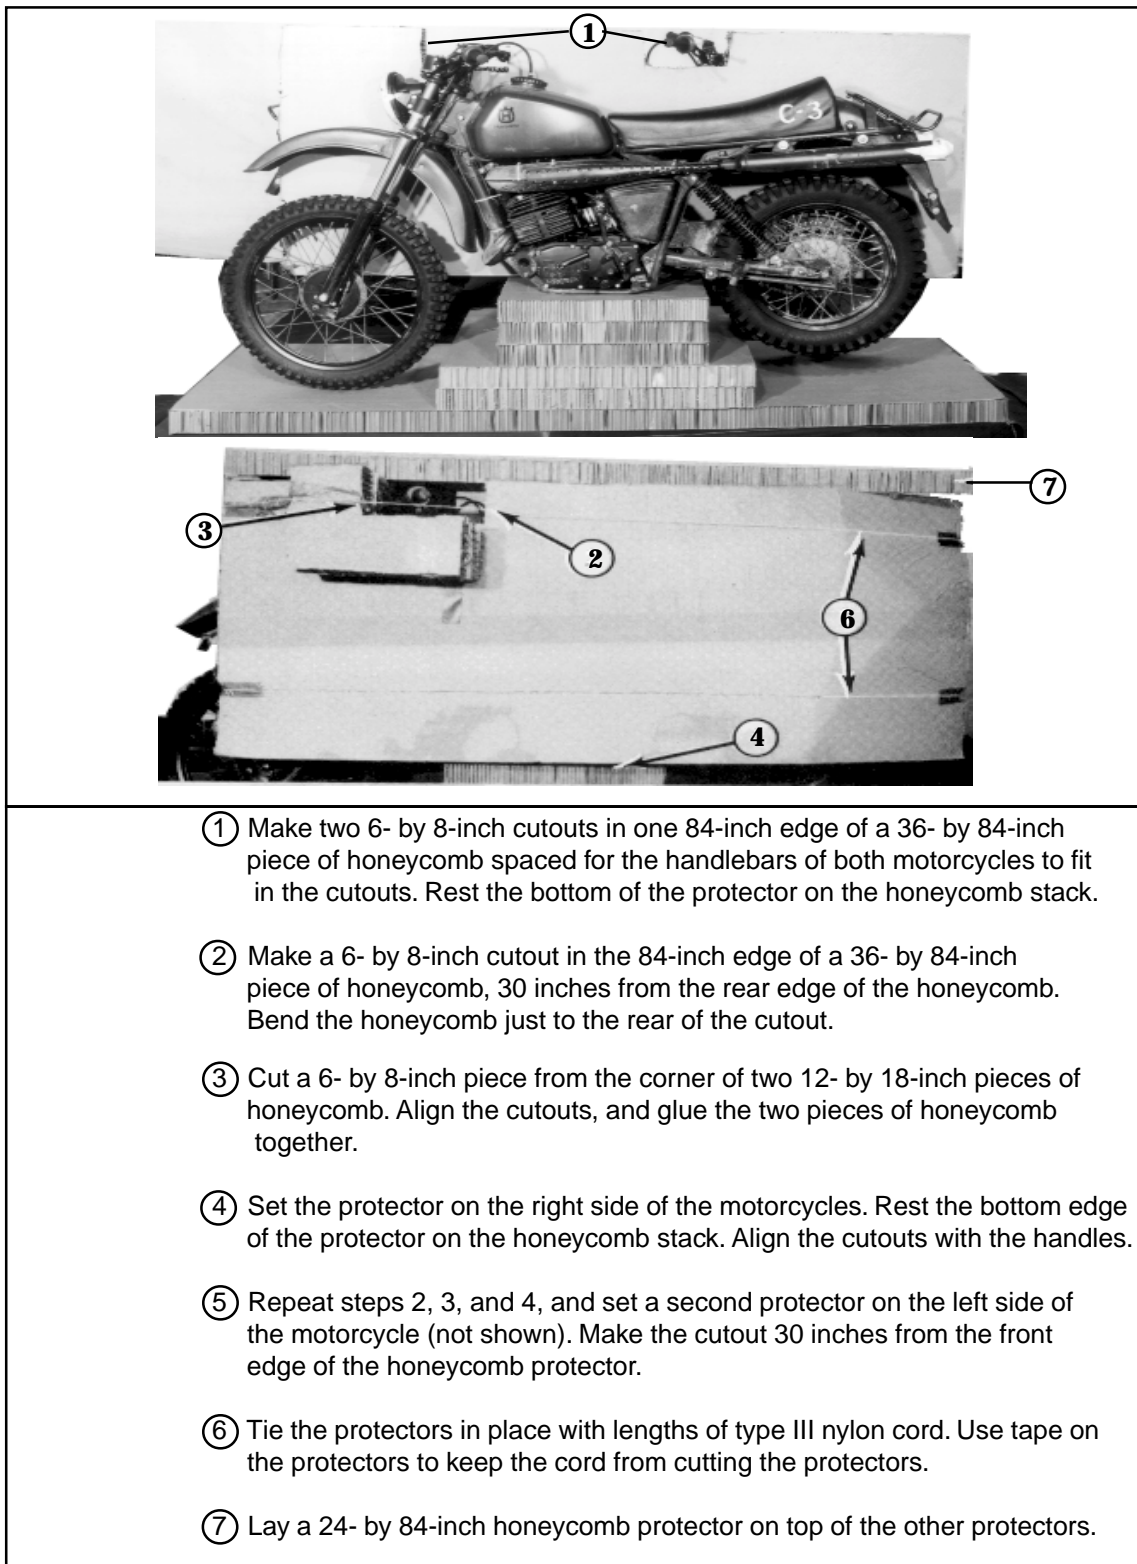 1
C-3
7
3
2
6
4
1 Make two 6- by 8-inch cutouts in one 84-inch edge of a 36- by 84-inch
piece of honeycomb spaced for the handlebars of both motorcycles to fit
in the cutouts. Rest the bottom of the protector on the honeycomb stack.
2 Make a 6- by 8-inch cutout in the 84-inch edge of a 36- by 84-inch
piece of honeycomb, 30 inches from the rear edge of the honeycomb.
Bend the honeycomb just to the rear of the cutout.
3 Cut a 6- by 8-inch piece from the corner of two 12- by 18-inch pieces of
honeycomb. Align the cutouts, and glue the two pieces of honeycomb
together.
4 Set the protector on the right side of the motorcycles. Rest the bottom edge
of the protector on the honeycomb stack. Align the cutouts with the handles.
5 Repeat steps 2, 3, and 4, and set a second protector on the left side of
the motorcycle (not shown). Make the cutout 30 inches from the front
edge of the honeycomb protector.
6 Tie the protectors in place with lengths of type III nylon cord. Use tape on
the protectors to keep the cord from cutting the protectors.
7 Lay a 24- by 84-inch honeycomb protector on top of the other protectors.